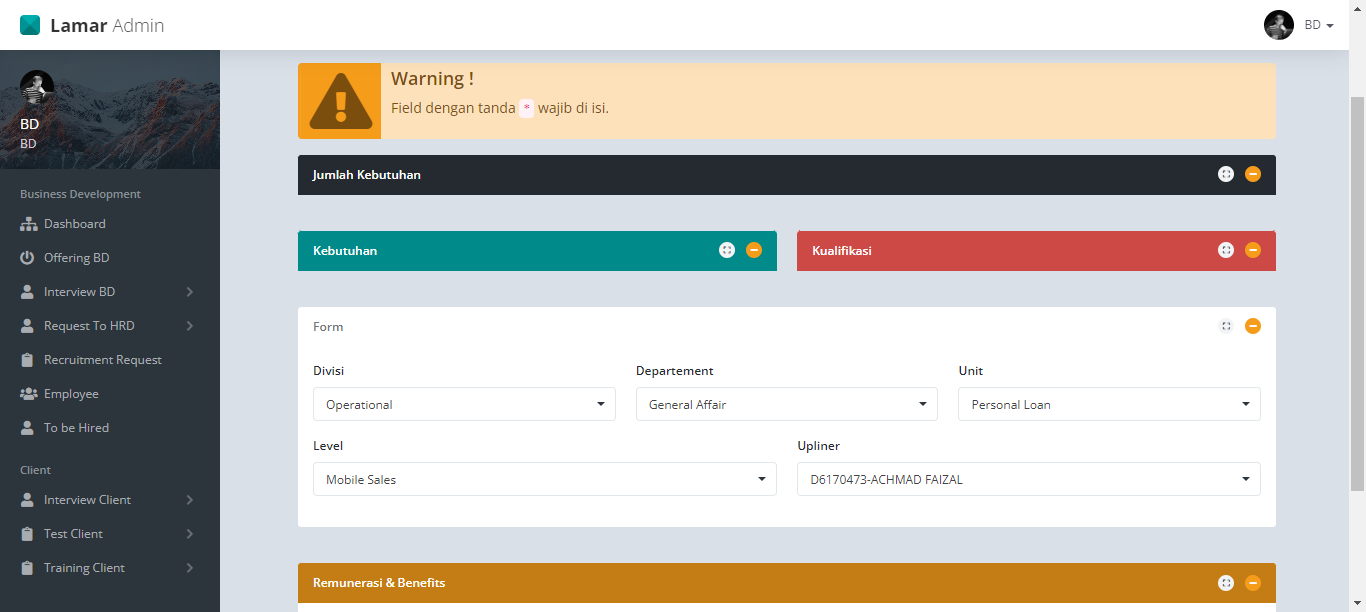 Lamar Admin
BD
BD
BD
Business Development
Dashboard
Offering BD
Interview BD
Request To HRD
Recruitment Request
Employee
To be Hired
Client
Interview Client
Test Client
Training Client
Warning !
Field dengan tanda * wajib di isi.
Jumlah Kebutuhan
Kebutuhan
Kualifikasi
Form
Divisi
Departement
Unit
Operational
General Affair
Personal Loan
Level
Upliner
Mobile Sales
D6170473-ACHMAD FAIZAL
Remunerasi & Benefits